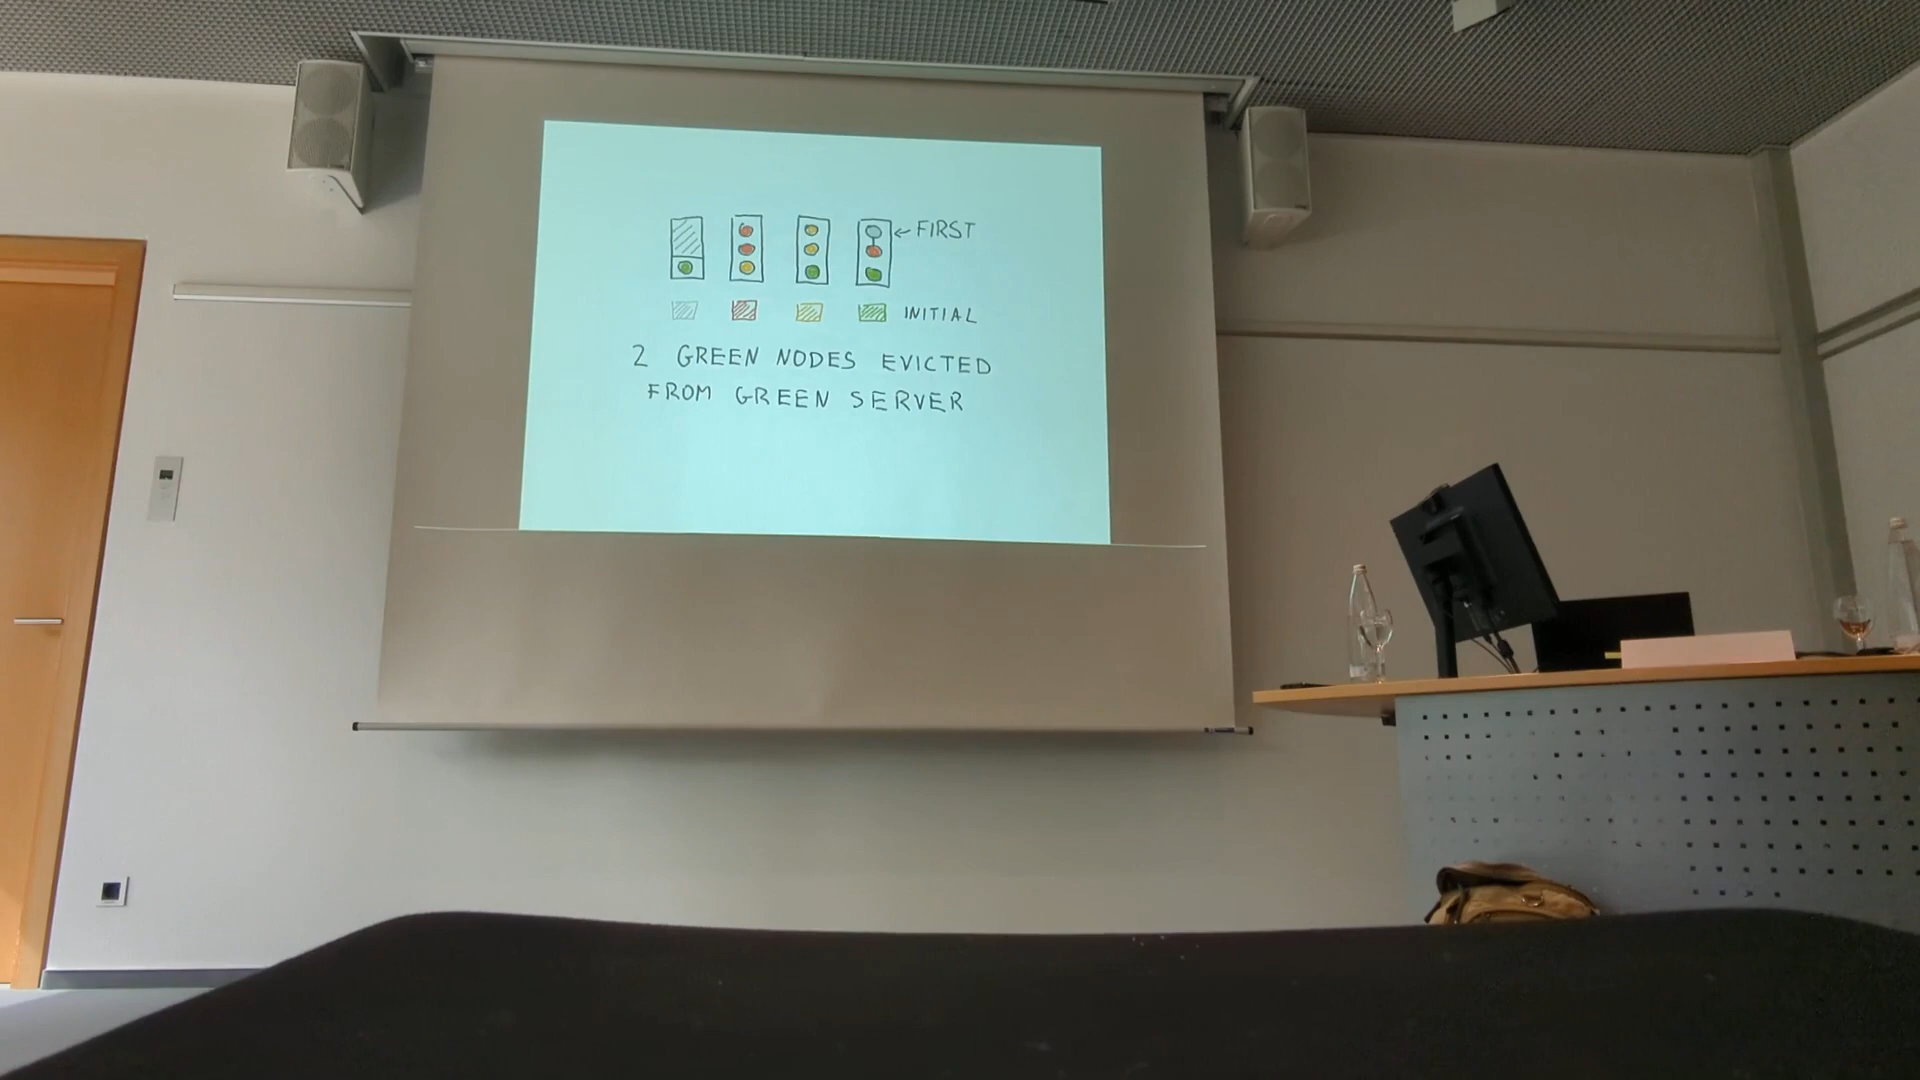 ← FIRST
INITIAL
2 GREEN NODES EVICTED
FROM GREEN SERVER